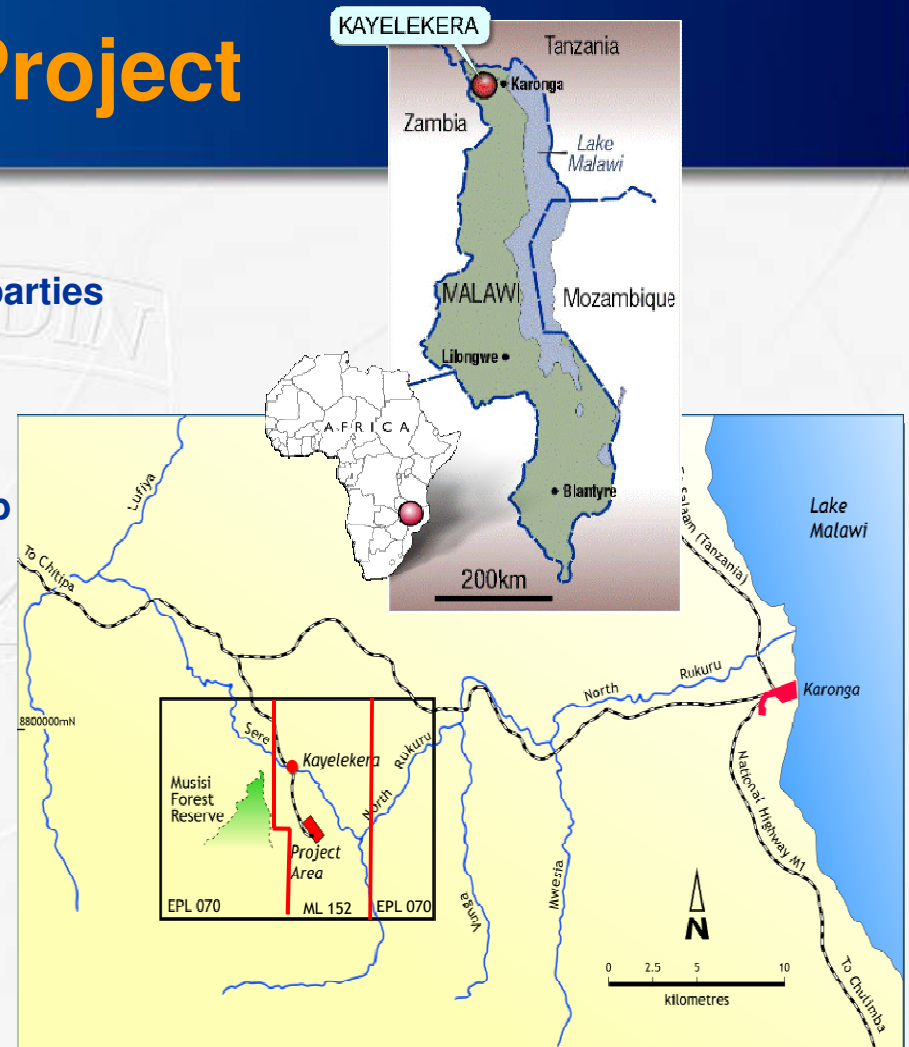 Project
KAYELEKERA
Tanzania
Karonga
Zambia
Lake
Malawi
parties
MALAWI
Mozambique
Lilongwe
AFRICA
Blantyre
200km
Lufiya
To Chitipa
Salaam (Tanzania)
Lake
Malawi
North Rukuru
Karonga
8800000mN
Sere
Kayelekera
North Rukuru
Musisi
Forest
Reserve
Project
Area
National Highway M1
EPL 070
ML 152
EPL 070
Vunga
Mwesia
N
0 2.5 5 10
kilometres
To Chutimba